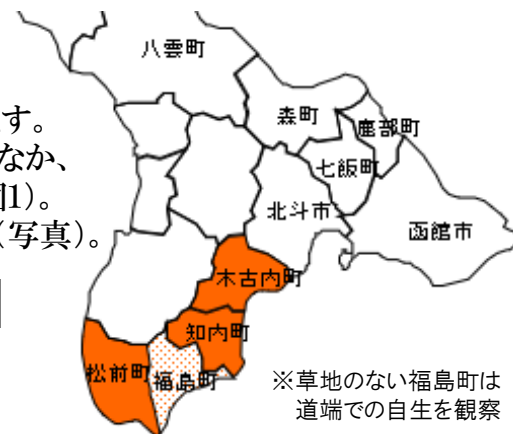 八雲町
す。
森町
鹿部町
なか、
七飯町
図1)。
北斗市
函館市
(写真)。
木古内町
知内町
松前町
福島町
※草地のない福島町は
道端での自生を観察